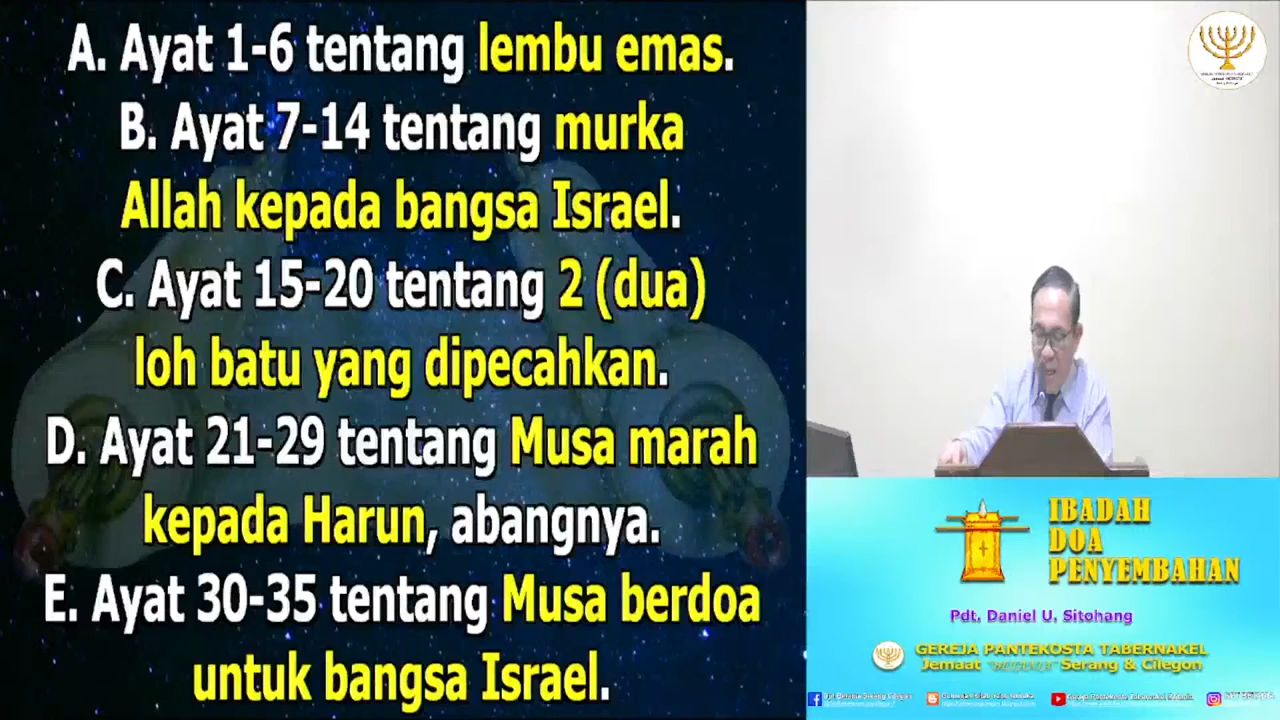 A. Ayat 1-6 tentang lembu emas.
B. Ayat 7-14 tentang murka
Allah kepada bangsa Israel.
C. Ayat 15-20 tentang 2 (dua)
loh batu yang dipecahkan.
D. Ayat 21-29 tentang Musa marah
kepada Harun, abangnya.
E. Ayat 30-35 tentang Musa berdoa
untuk bangsa Israel.
IBADAH
DOA
PENYEMBAHAN
Pdt. Daniel U. Sitohang
GEREJA PANTEKOSTA TABERNAKEL
Jemaat "BETANIA" Serang & Cilegon